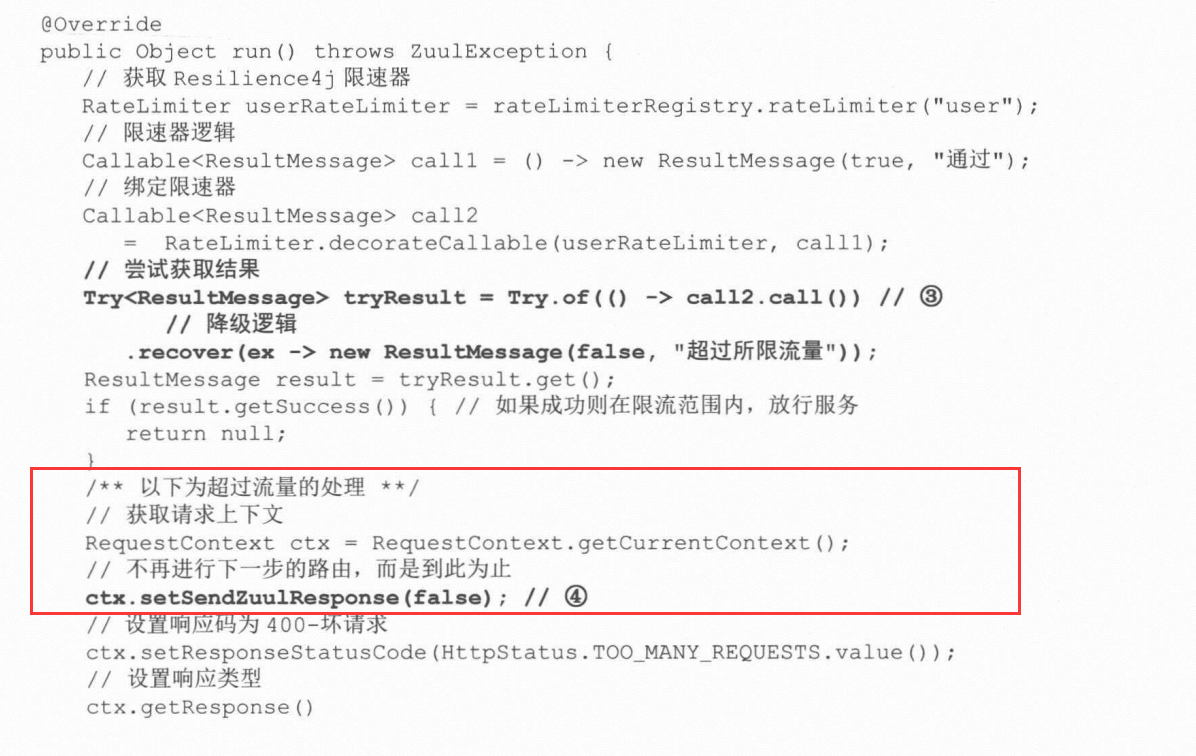 @Override
public Object run() throws ZuulException {
// 获取 Resilience4j 限速器
RateLimiter userRateLimiter = rateLimiterRegistry.rateLimiter("user");
// 限速器逻辑
Callable<ResultMessage> call1 = () -> new ResultMessage(true, "通过");
// 绑定限速器
Callable<ResultMessage> call2
= RateLimiter.decorateCallable(userRateLimiter, call1);
// 尝试获取结果
Try<ResultMessage> tryResult = Try.of(() -> call2.call()) // ③
// 降级逻辑
.recover(ex -> new ResultMessage(false, "超过所限流量"));
ResultMessage result = tryResult.get();
if (result.getSuccess()) { // 如果成功则在限流范围内，放行服务
return null;
}
/** 以下为超过流量的处理 **/
// 获取请求上下文
RequestContext ctx = RequestContext.getCurrentContext();
// 不再进行下一步的路由，而是到此为止
ctx.setSendZuulResponse(false); // ④
// 设置响应码为 400-坏请求
ctx.setResponseStatusCode(HttpStatus.TOO_MANY_REQUESTS.value());
// 设置响应类型
ctx.getResponse()